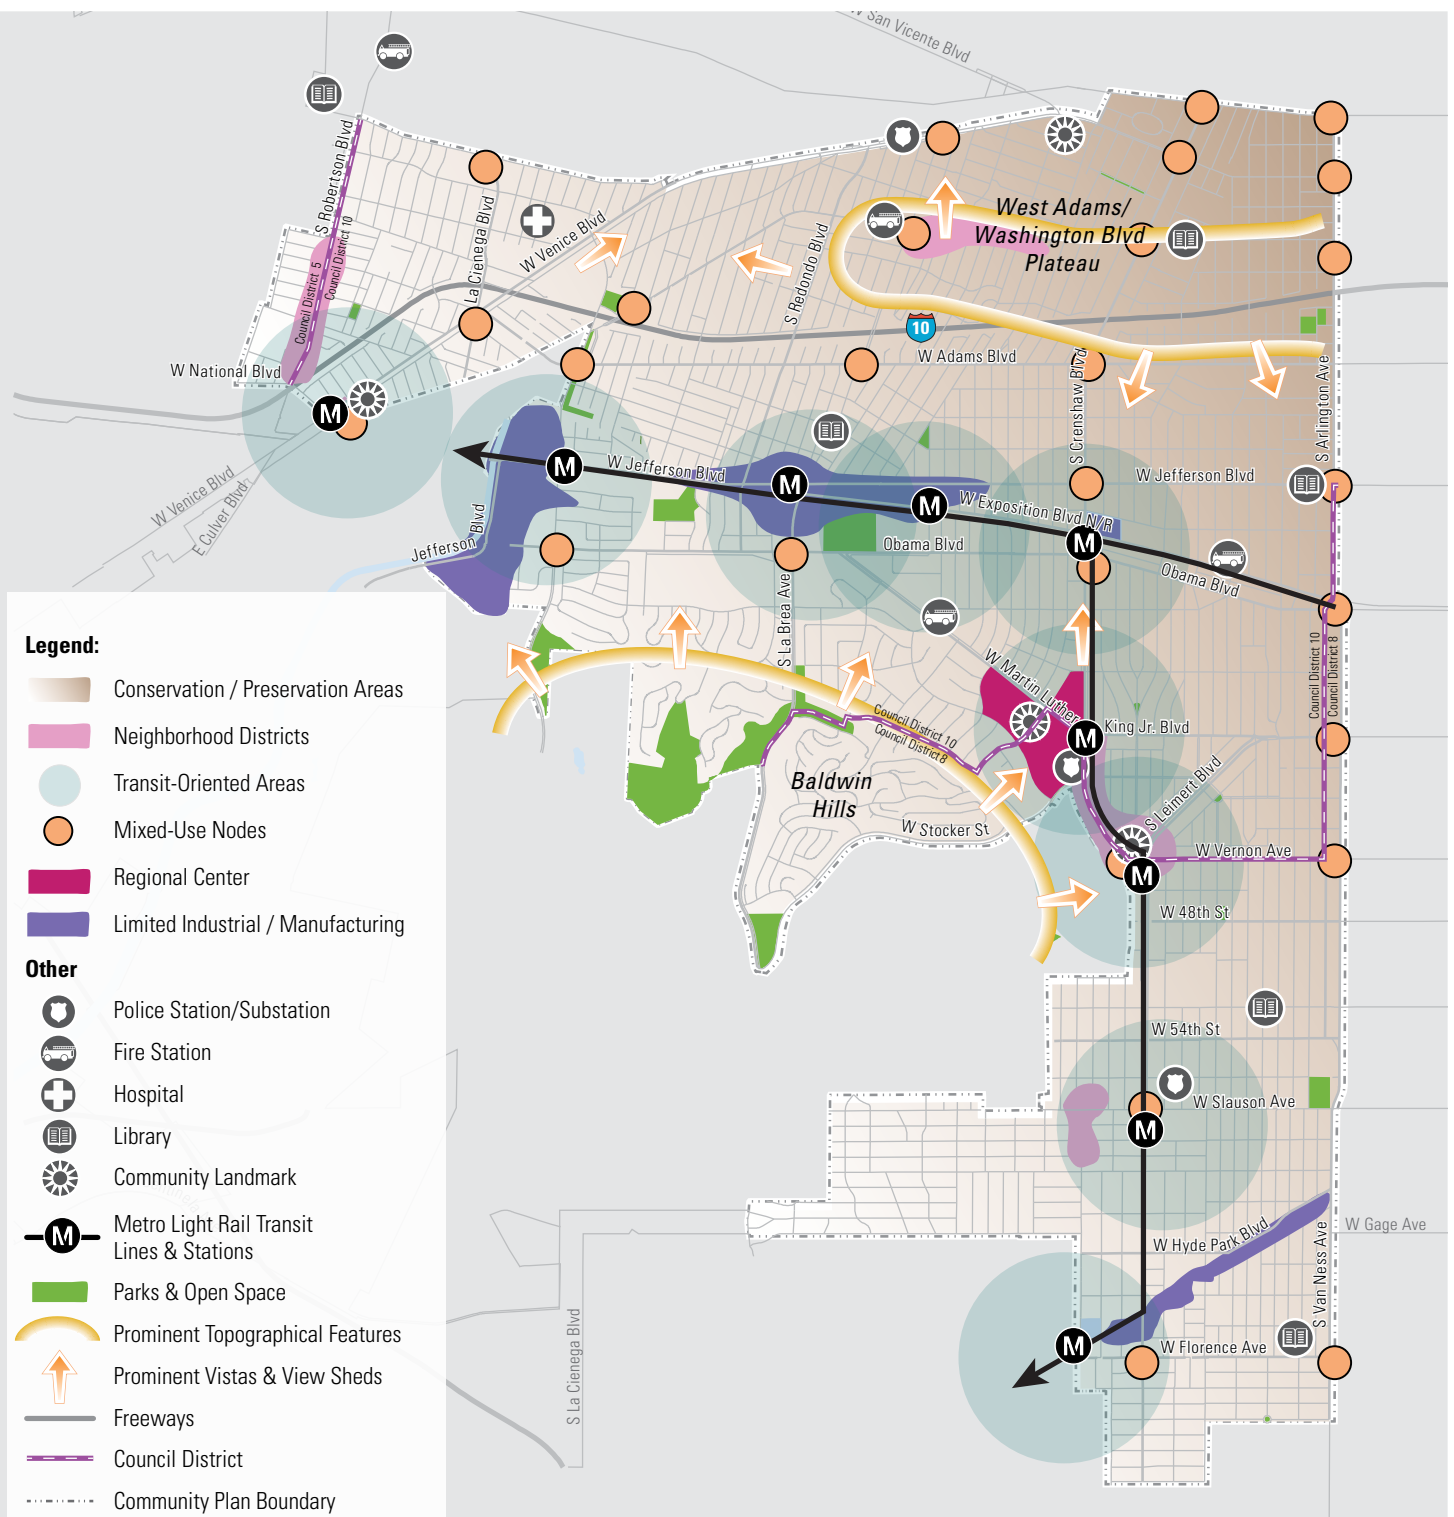 W San Vicente Blvd
S Robertson Blvd
Council District 5
Council District 10
La Cienega Blvd
W Venice Blvd
S Redondo Blvd
West Adams/
Washington Blvd
Plateau
10
W Adams Blvd
W National Blvd
S Crenshaw Blvd
S Arlington Ave
M
M
M
M
M
W Jefferson Blvd
W Jefferson Blvd
W Exposition Blvd N/R
W Venice Blvd
E Culver Blvd
Jefferson Blvd
Obama Blvd
Obama Blvd
S La Brea Ave
W Martin Luther
King Jr. Blvd
M
Council District 10
Council District 8
Council District 10
Council District 8
Baldwin
Hills
W Stocker St
S Leimert Blvd
W Vernon Ave
M
W 48th St
W 54th St
W Slauson Ave
M
W Hyde Park Blvd
S Van Ness Ave
W Gage Ave
M
W Florence Ave
S La Cienega Blvd
Legend:
Conservation / Preservation Areas
Neighborhood Districts
Transit-Oriented Areas
Mixed-Use Nodes
Regional Center
Limited Industrial / Manufacturing
Other
Police Station/Substation
Fire Station
Hospital
Library
Community Landmark
M
Metro Light Rail Transit
Lines & Stations
Parks & Open Space
Prominent Topographical Features
Prominent Vistas & View Sheds
Freeways
Council District
Community Plan Boundary